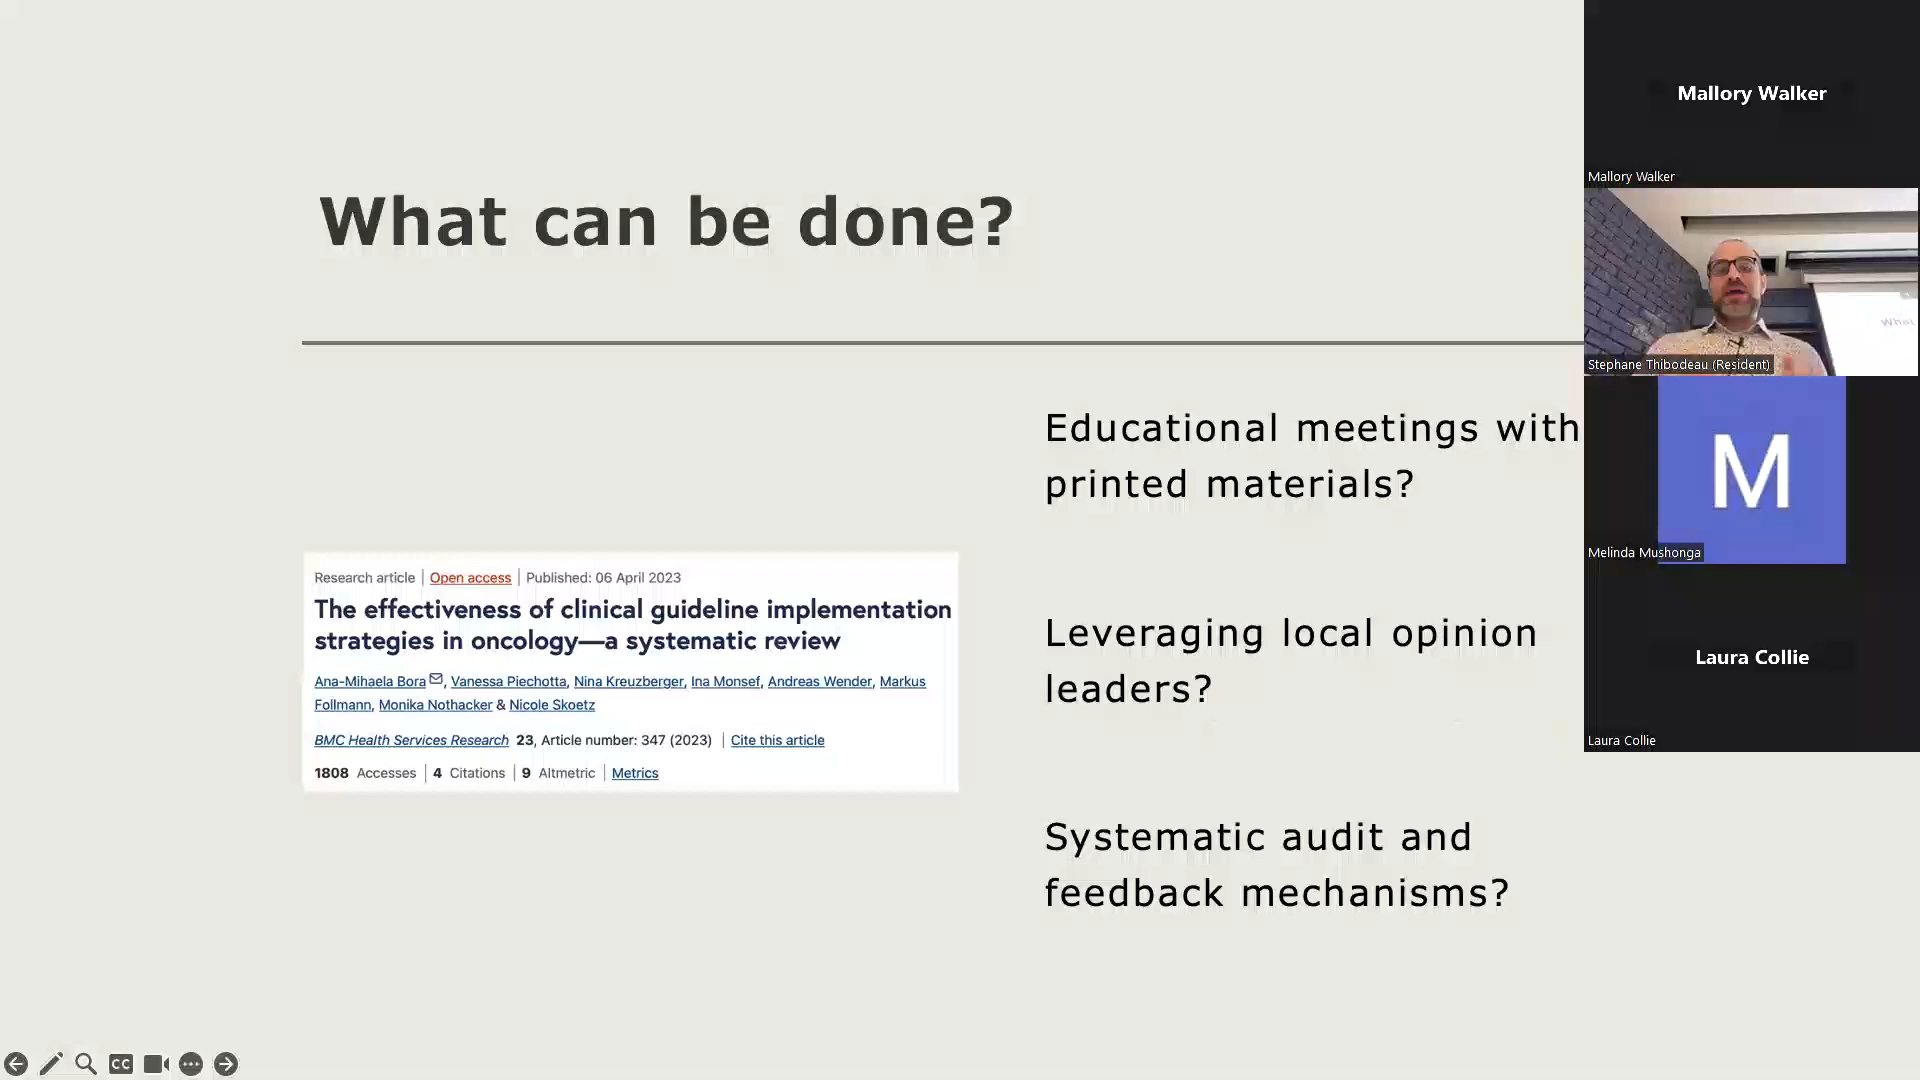 What can be done?
Educational meetings with
printed materials?
Research article | Open access | Published: 06 April 2023
The effectiveness of clinical guideline implementation
strategies in oncology—a systematic review
Ana-Mihaela Bora, Vanessa Piechotta, Nina Kreuzberger, Ina Monsef, Andreas Wender, Markus
Follmann, Monika Nothacker & Nicole Skoetz
BMC Health Services Research 23, Article number: 347 (2023) | Cite this article
1808 Accesses | 4 Citations | 9 Altmetric | Metrics
Leveraging local opinion
leaders?
Systematic audit and
feedback mechanisms?
Mallory Walker
Mallory Walker
What
Stephane Thibodeau (Resident)
M
Melinda Mushonga
Laura Collie
Laura Collie
CC